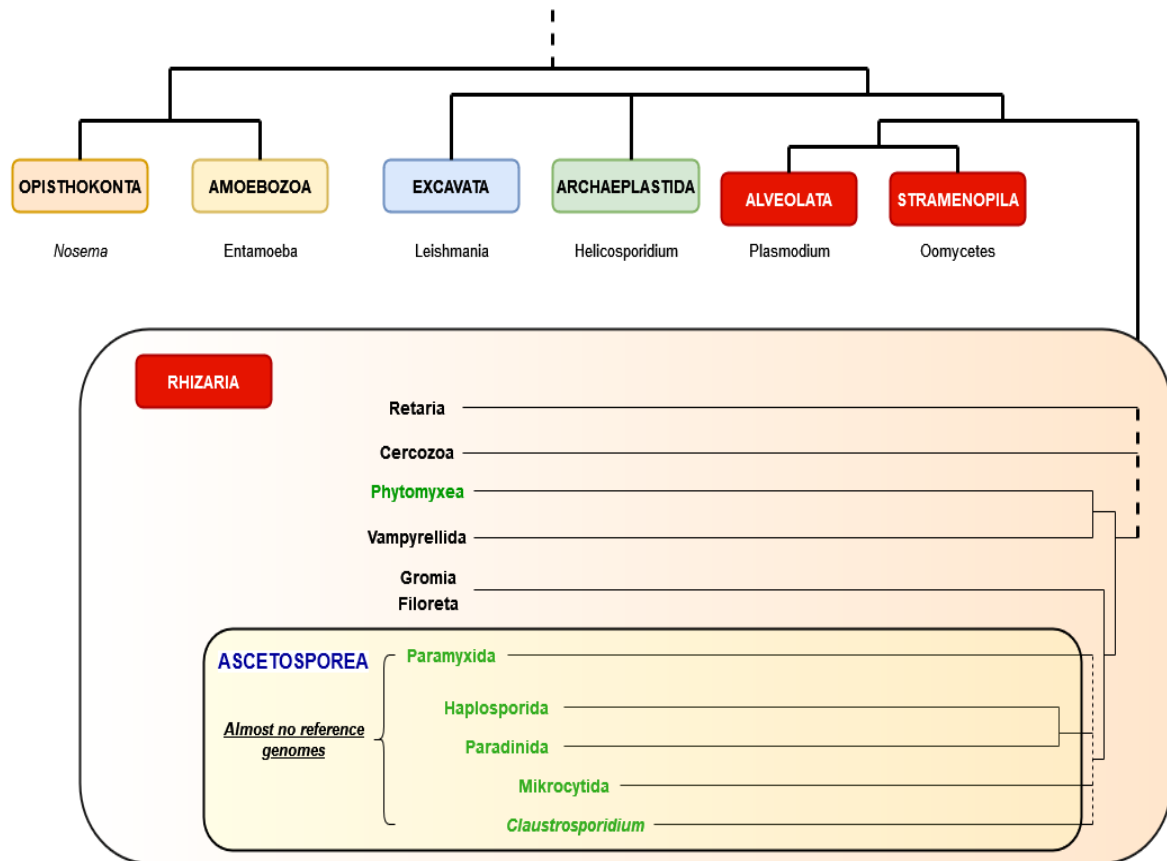 OPISTHOKONTA
AMOEBOZOA
EXCAVATA
ARCHAEPLASTIDA
ALVEOLATA
STRAMENOPILA
Nosema
Entamoeba
Leishmania
Helicosporidium
Plasmodium
Oomycetes
RHIZARIA
Retaria
Cercozoa
Phytomyxea
Vampyrellida
Gromia
Filoreta
ASCETOSPOREA
Paramyxida
Haplosporida
Almost no reference
genomes
Paradinida
Mikrocytida
Claustrosporidium